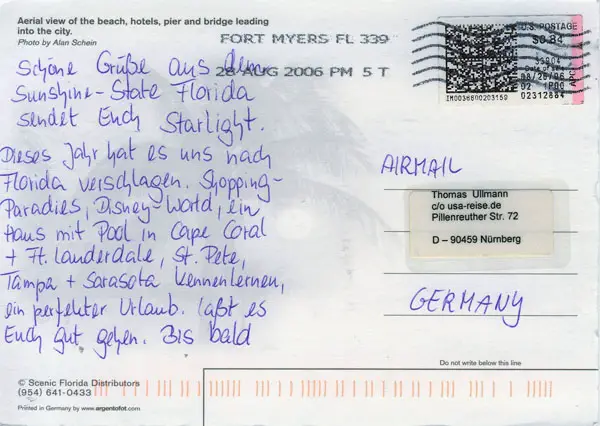 Aerial view of the beach, hotels, pier and bridge leading
into the city.
Photo by Alan Schein
FORT MYERS FL 339
28 AUG 2006 PM 5 T
U.S. POSTAGE
02 1P00
02312884
IM0036800203150
Schöne Grüße aus dem
Sunshine-State Florida
sendet Euch Starlight.
Dieses Jahr hat es uns nach
Florida verschlagen. Shopping-
Paradies, Disney-World, ein
Haus mit Pool in Cape Coral
+ Ft. Lauderdale, St. Pete,
Tampa + Sarasota kennenlernen,
ein perfekter Urlaub. Laßt es
Euch gut gehen. Bis bald
AIRMAIL
Thomas Ullmann
c/o usa-reise.de
Pillenreuther Str. 72
D – 90459 Nürnberg
GERMANY
Do not write below this line
© Scenic Florida Distributors
(954) 641-0433
Printed in Germany by www.argentofot.com